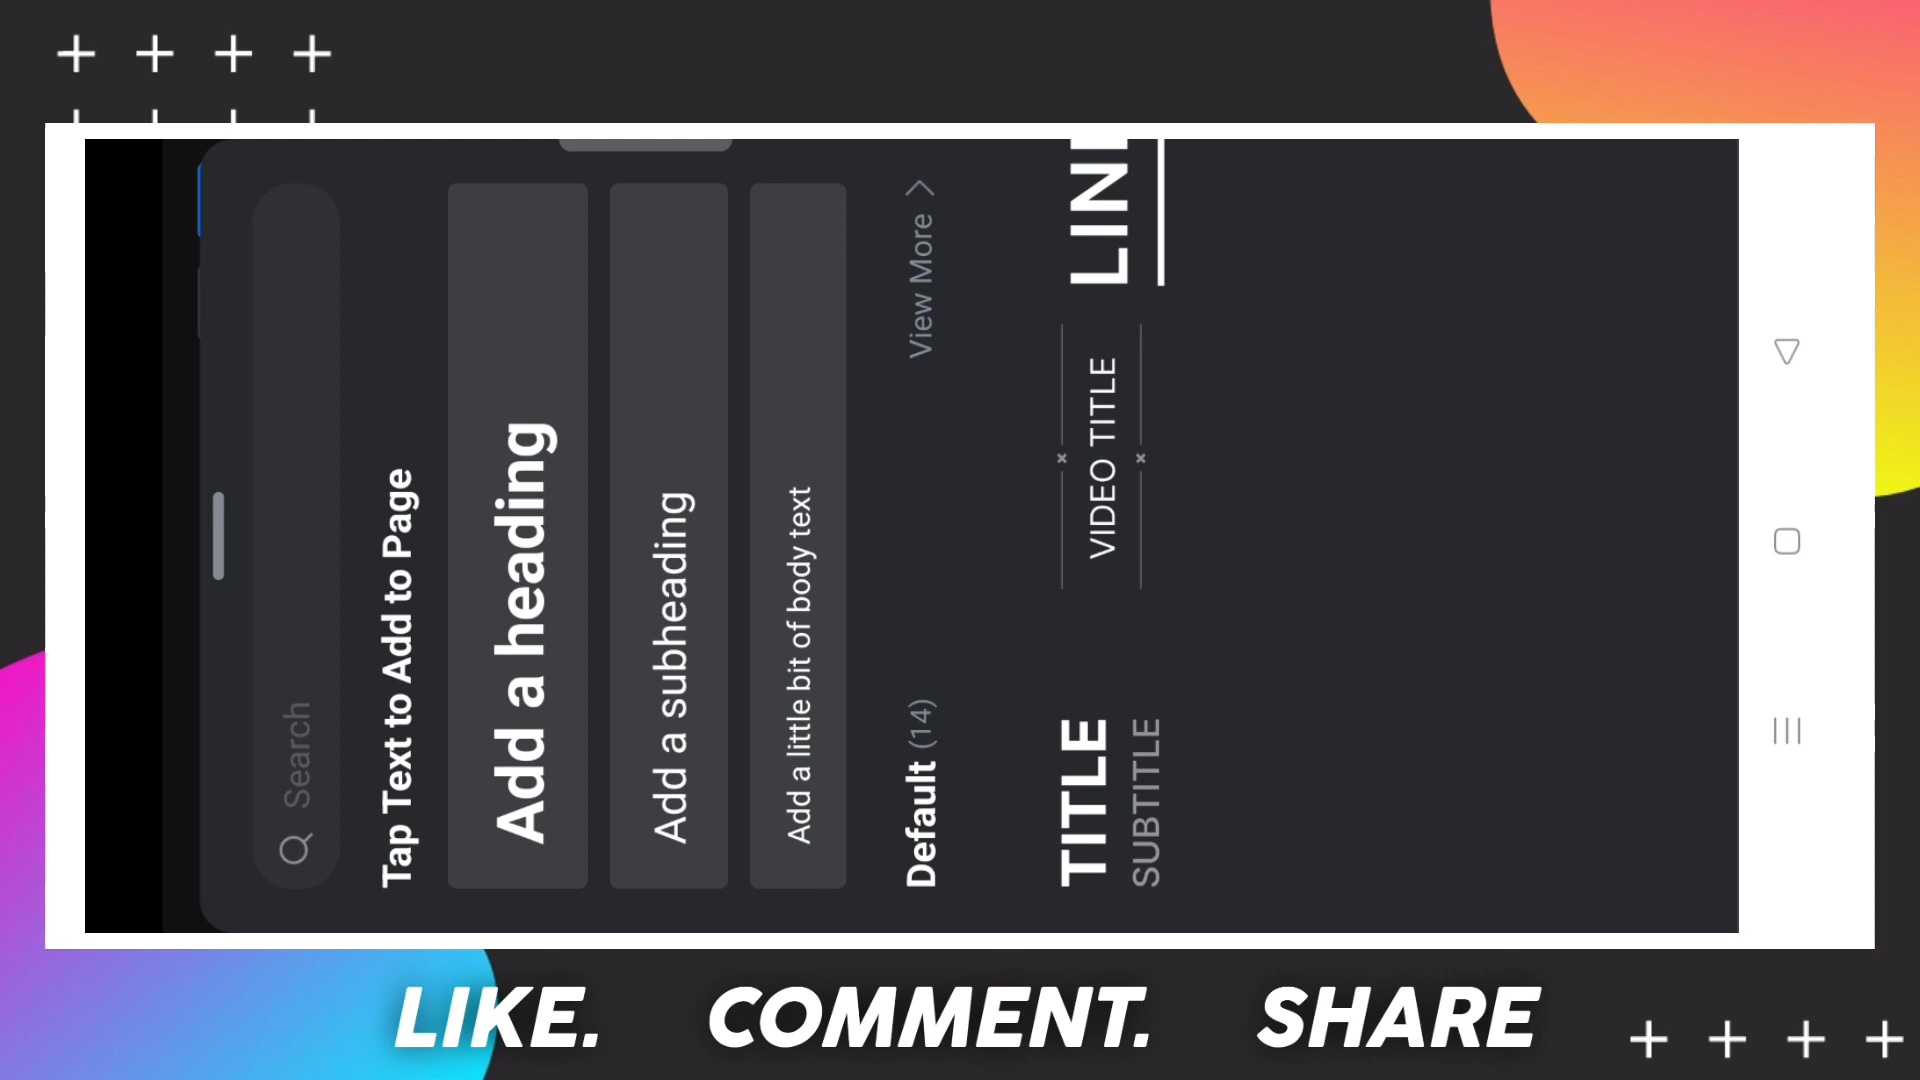 Search
Tap Text to Add to Page
Add a heading
Add a subheading
Add a little bit of body text
Default (14)
View More
TITLE
SUBTITLE
VIDEO TITLE
LIKE. COMMENT. SHARE